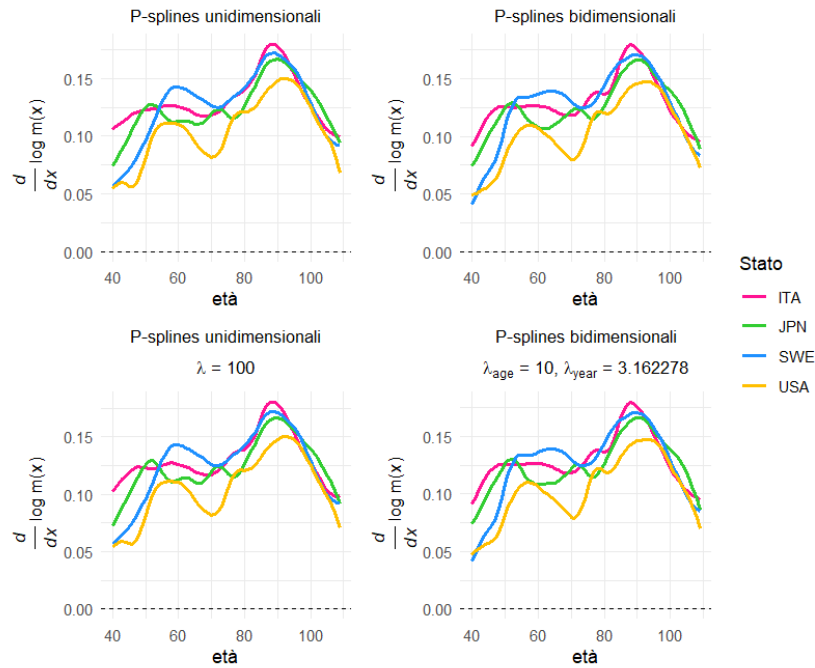 P-splines unidimensionali
0.15
0.10
0.05
0.00
d/dx log m(x)
40 60 80 100
età
P-splines bidimensionali
0.15
0.10
0.05
0.00
d/dx log m(x)
40 60 80 100
età
P-splines unidimensionali
λ = 100
0.15
0.10
0.05
0.00
d/dx log m(x)
40 60 80 100
età
P-splines bidimensionali
λage = 10, λyear = 3.162278
0.15
0.10
0.05
0.00
d/dx log m(x)
40 60 80 100
età
Stato
ITA
JPN
SWE
USA